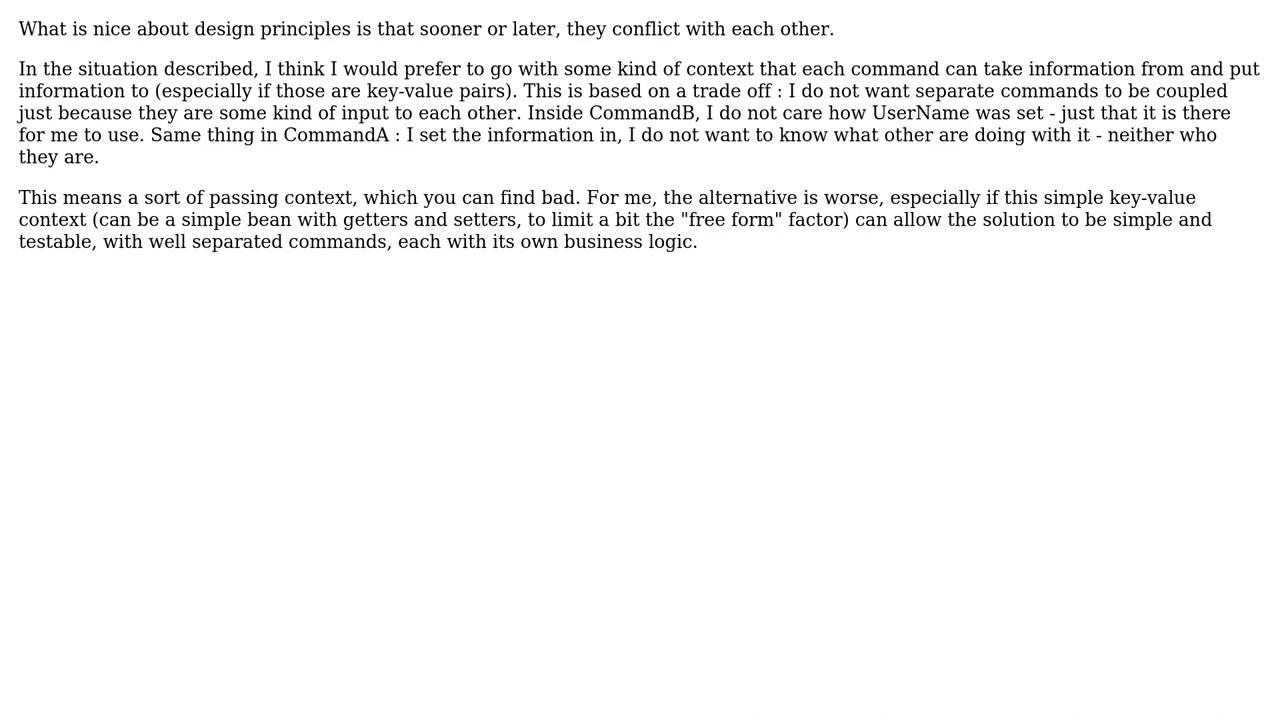 What is nice about design principles is that sooner or later, they conflict with each other.
In the situation described, I think I would prefer to go with some kind of context that each command can take information from and put
information to (especially if those are key-value pairs). This is based on a trade off : I do not want separate commands to be coupled
just because they are some kind of input to each other. Inside CommandB, I do not care how UserName was set - just that it is there
for me to use. Same thing in CommandA : I set the information in, I do not want to know what other are doing with it - neither who
they are.
This means a sort of passing context, which you can find bad. For me, the alternative is worse, especially if this simple key-value
context (can be a simple bean with getters and setters, to limit a bit the "free form" factor) can allow the solution to be simple and
testable, with well separated commands, each with its own business logic.